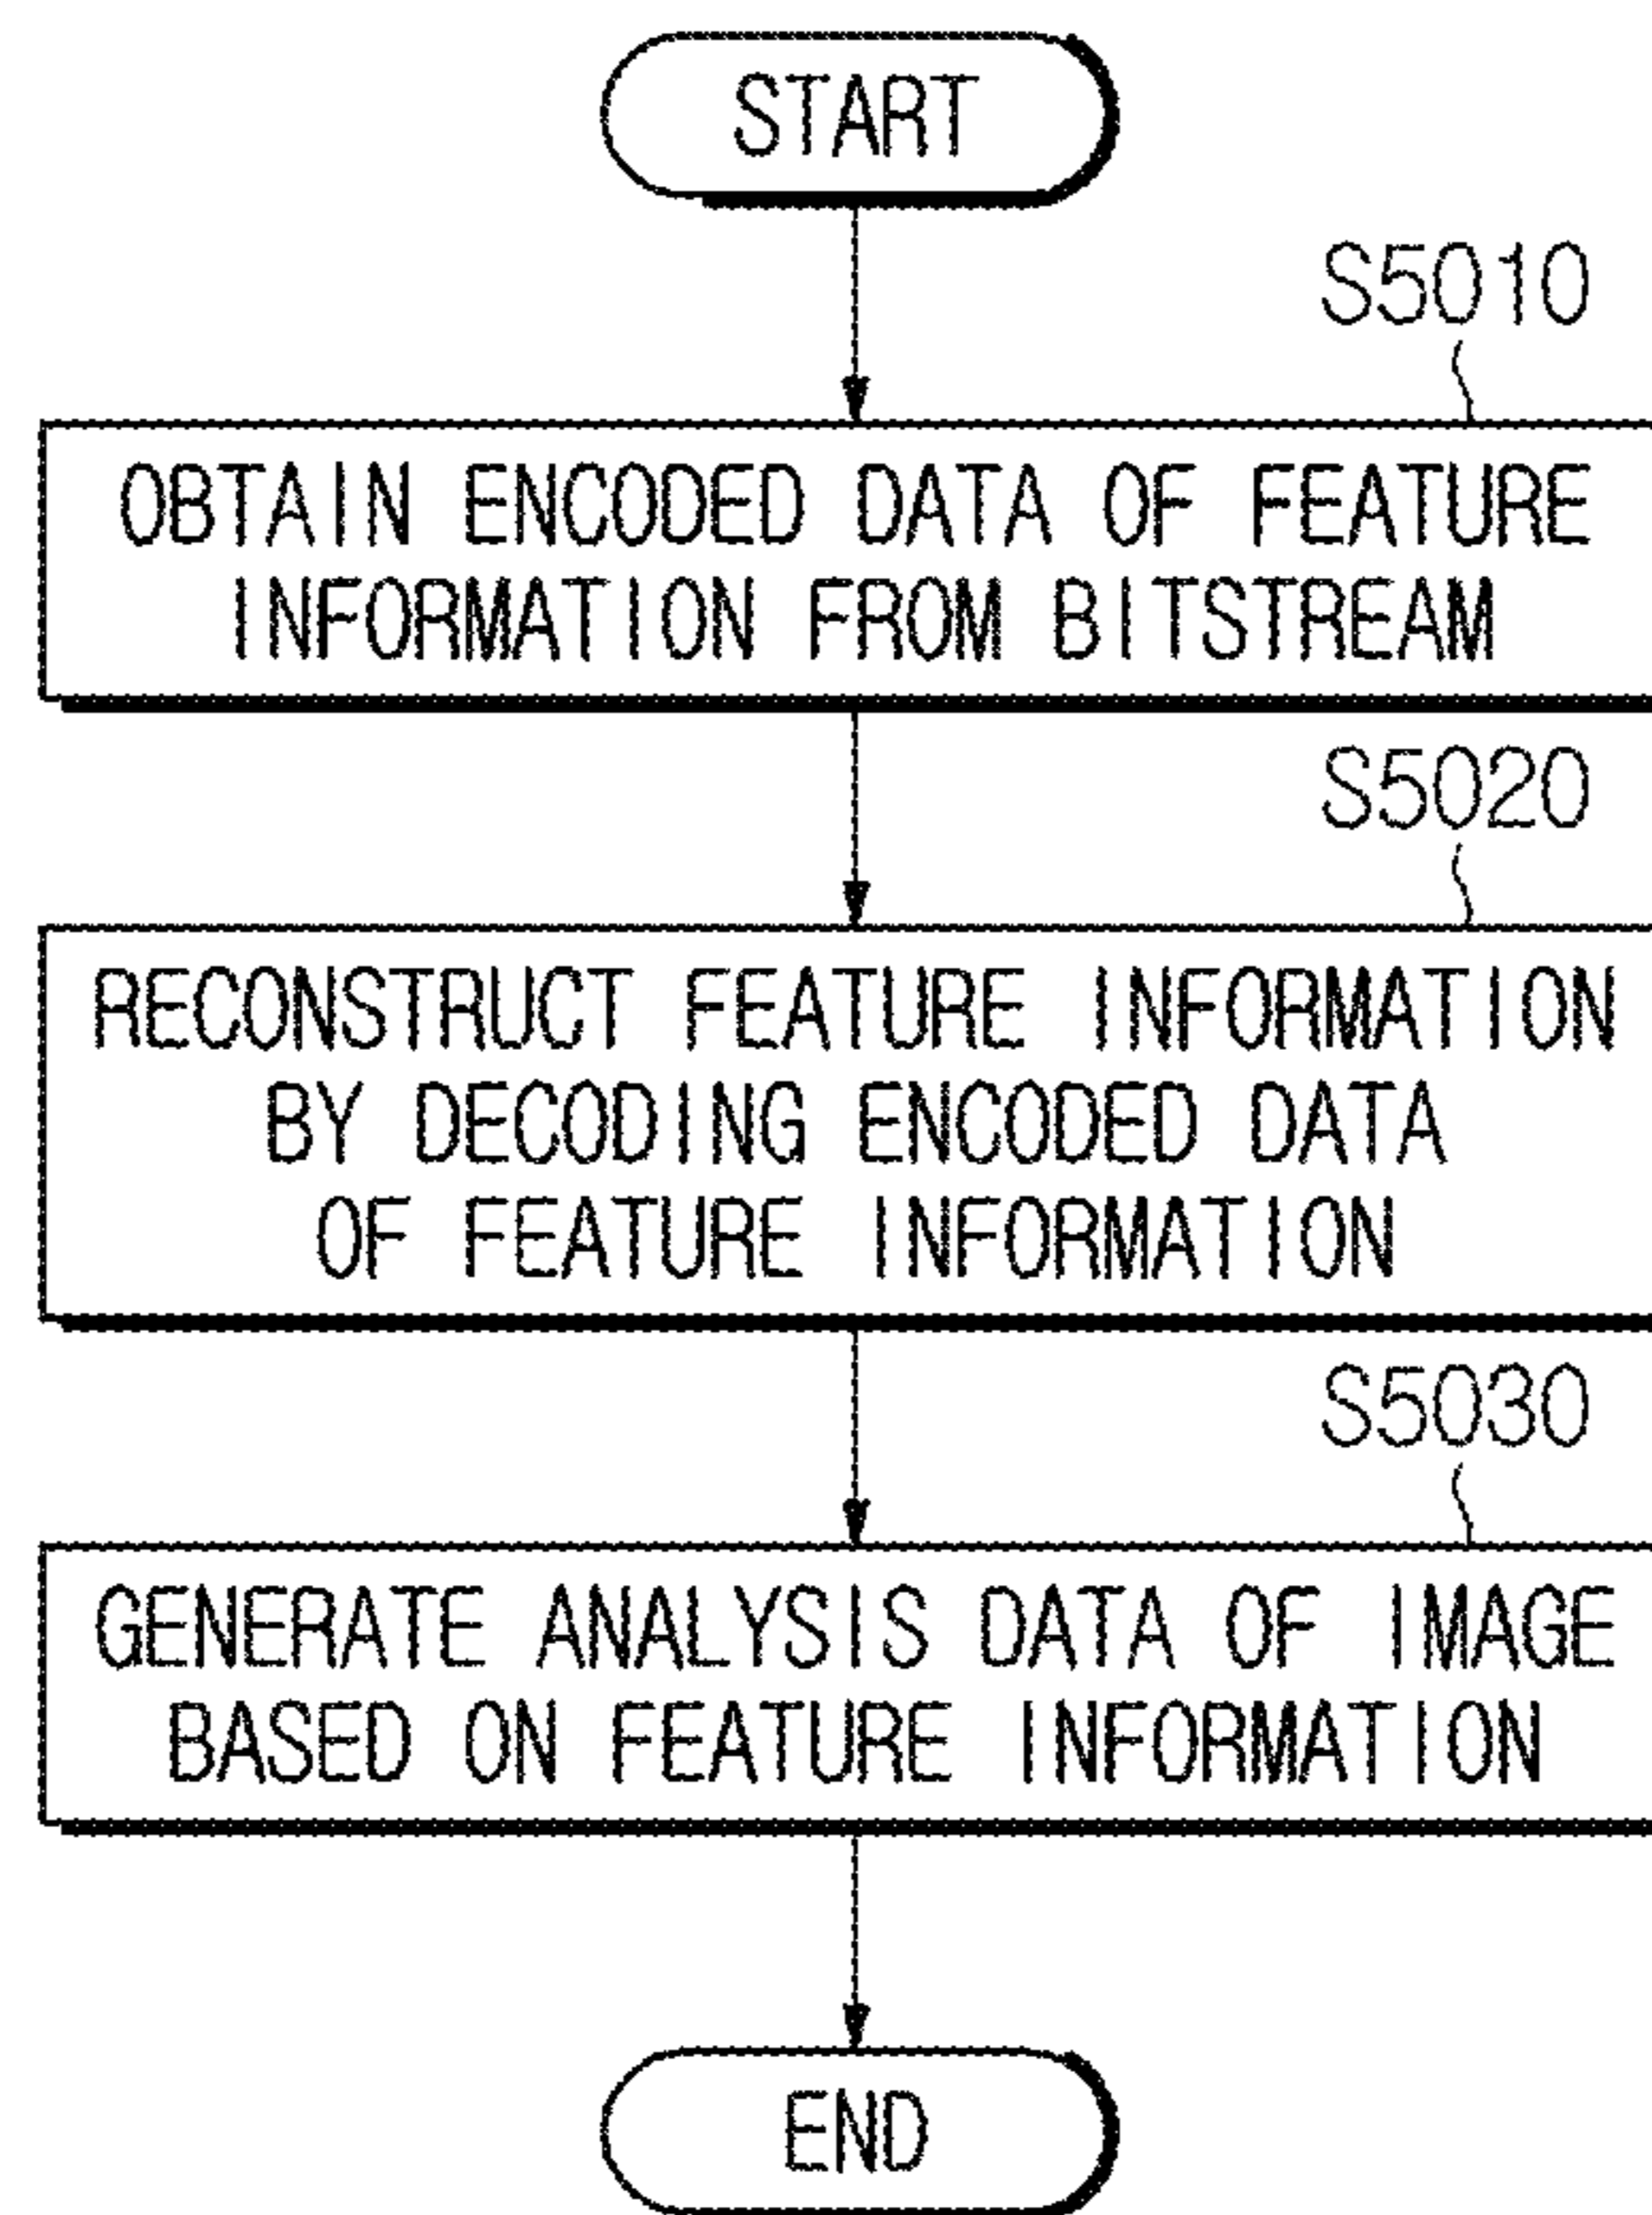 START
S5010
OBTAIN ENCODED DATA OF FEATURE
INFORMATION FROM BITSTREAM
S5020
RECONSTRUCT FEATURE INFORMATION
BY DECODING ENCODED DATA
OF FEATURE INFORMATION
S5030
GENERATE ANALYSIS DATA OF IMAGE
BASED ON FEATURE INFORMATION
END